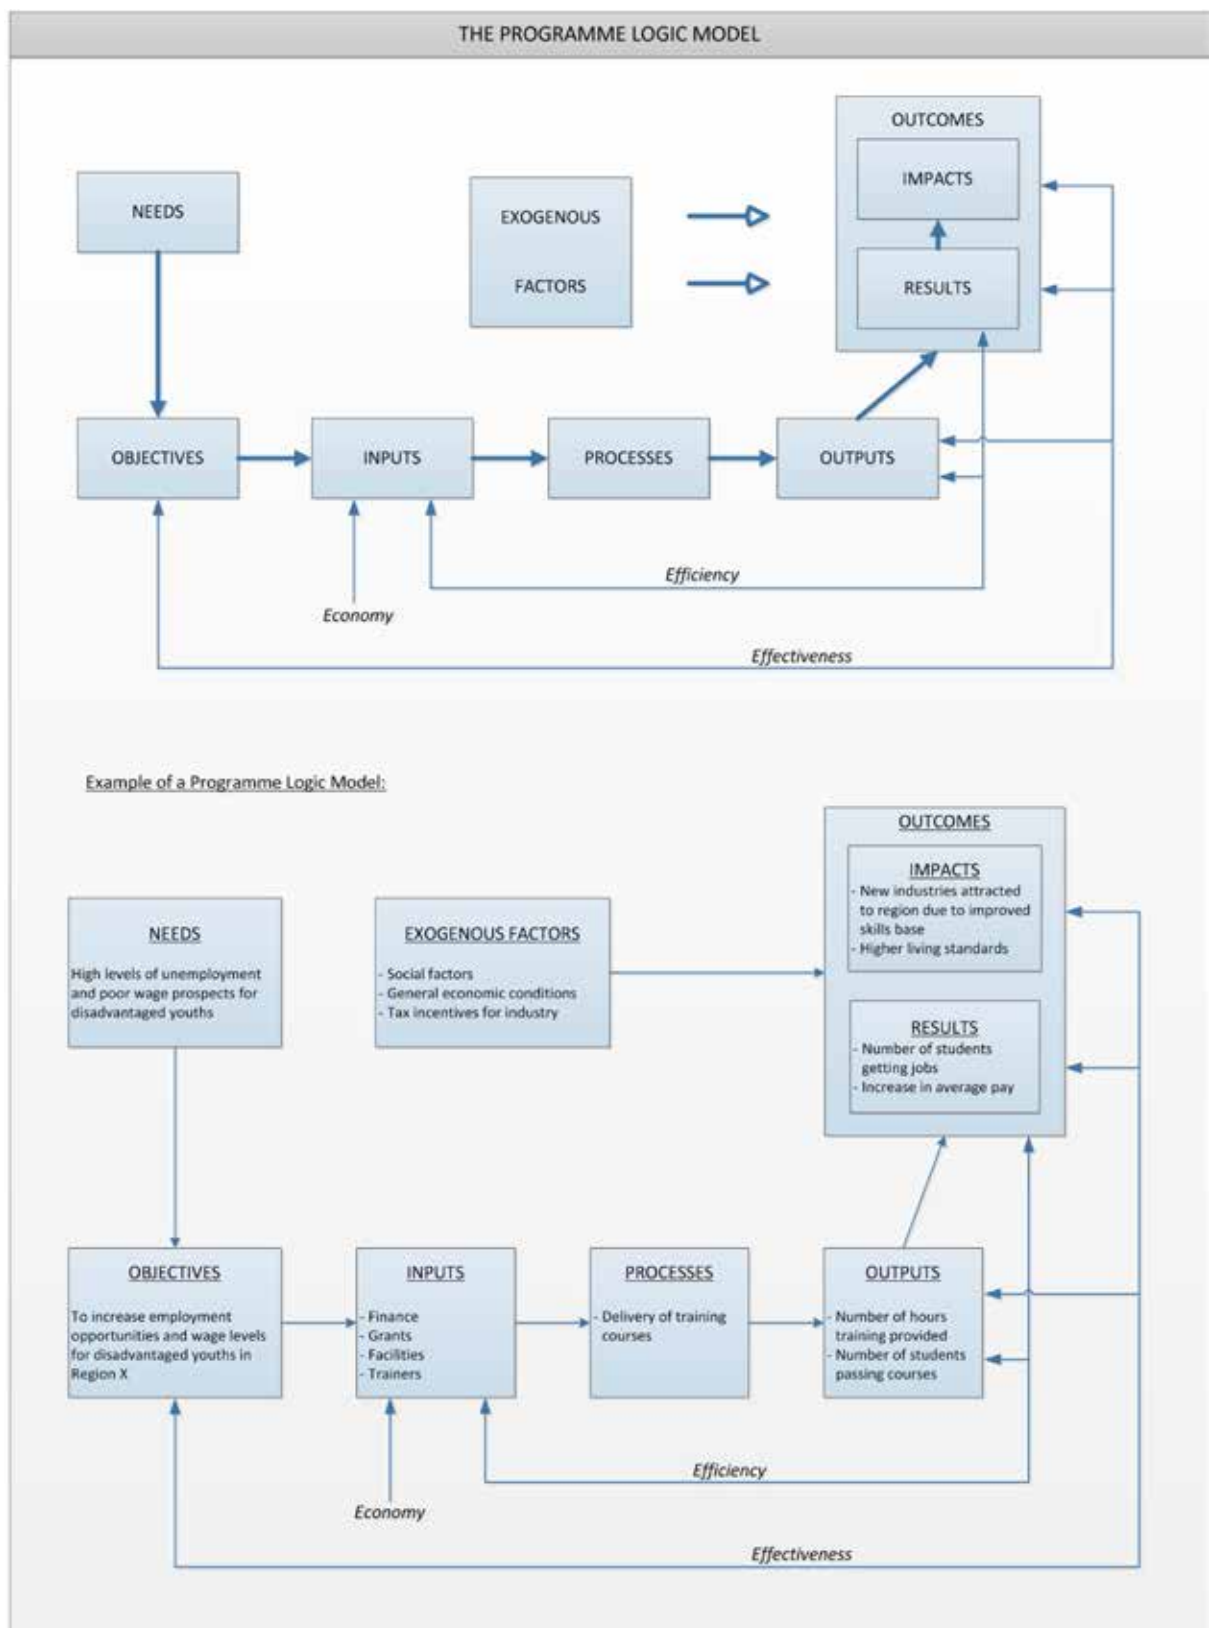 THE PROGRAMME LOGIC MODEL
OUTCOMES
IMPACTS
NEEDS
EXOGENOUS
FACTORS
RESULTS
OBJECTIVES
INPUTS
PROCESSES
OUTPUTS
Efficiency
Economy
Effectiveness
Example of a Programme Logic Model:
OUTCOMES
IMPACTS
- New industries attracted
to region due to improved
skills base
- Higher living standards
NEEDS
High levels of unemployment
and poor wage prospects for
disadvantaged youths
EXOGENOUS FACTORS
- Social factors
- General economic conditions
- Tax incentives for industry
RESULTS
- Number of students
getting jobs
- Increase in average pay
OBJECTIVES
To increase employment
opportunities and wage levels
for disadvantaged youths in
Region X
INPUTS
- Finance
- Grants
- Facilities
- Trainers
PROCESSES
- Delivery of training
courses
OUTPUTS
- Number of hours
training provided
- Number of students
passing courses
Efficiency
Economy
Effectiveness